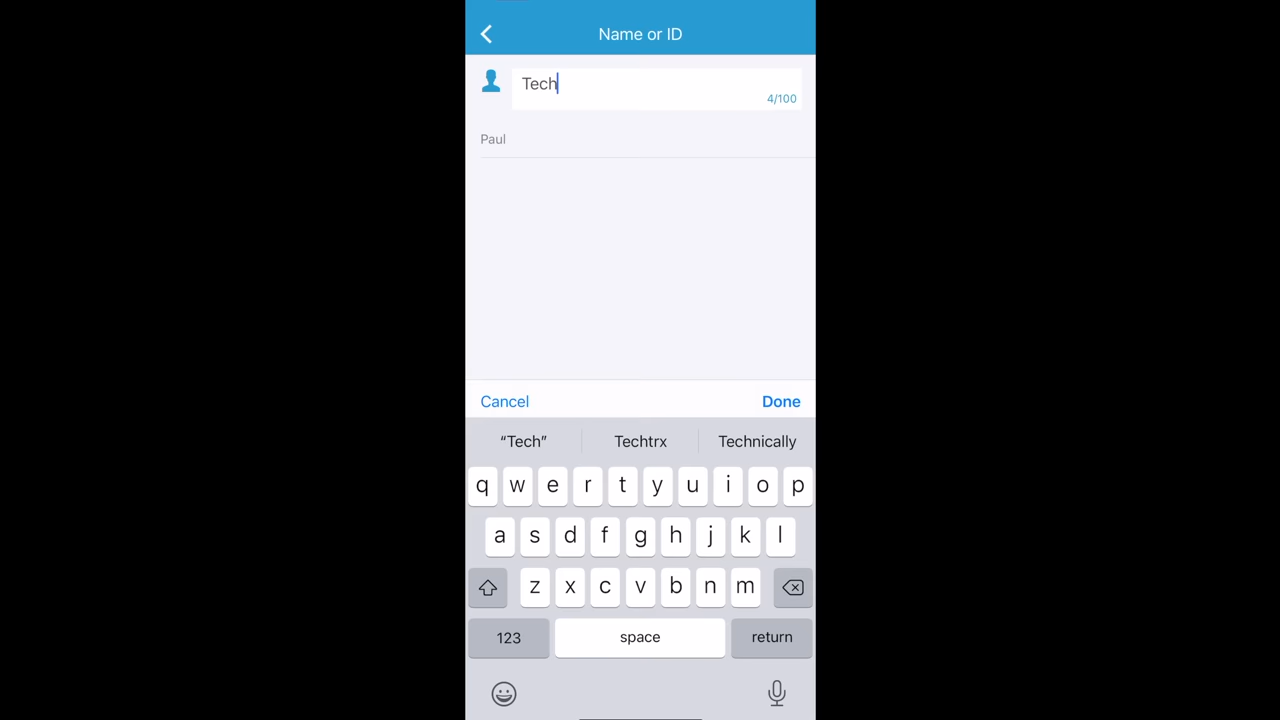 Name or ID
Tech
4/100
Paul
Cancel Done
“Tech” Techtrx Technically
q w e r t y u i o p
a s d f g h j k l
z x c v b n m
123 space return